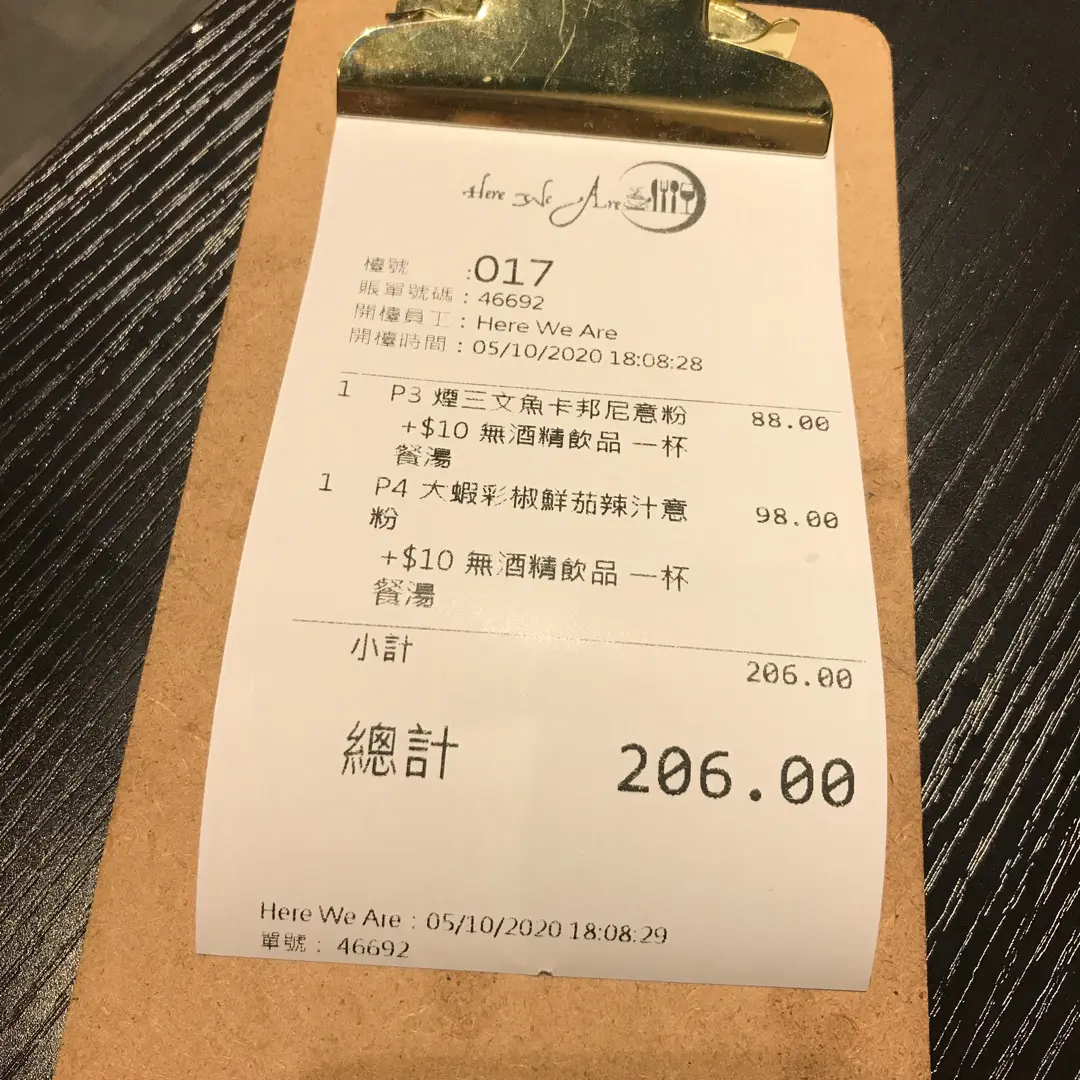 Here We Are
檯號 :017
賬單號碼 : 46692
開檯員工 : Here We Are
開檯時間 : 05/10/2020 18:08:28
1 P3 煙三文魚卡邦尼意粉 88.00
+$10 無酒精飲品 一杯
餐湯
1 P4 大蝦彩椒鮮茄辣汁意 98.00
粉
+$10 無酒精飲品 一杯
餐湯
小計 206.00
總計 206.00
Here We Are : 05/10/2020 18:08:29
單號 : 46692